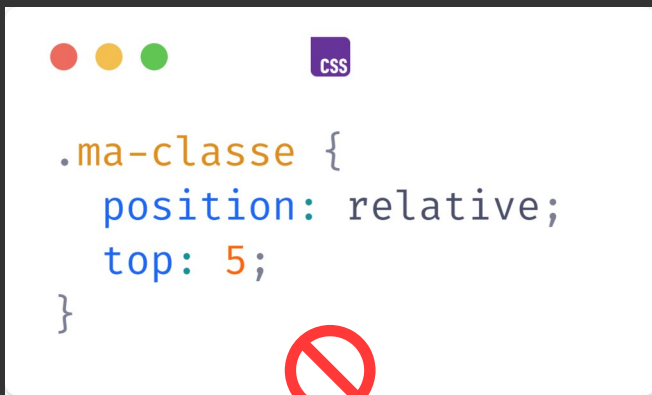 CSS
.ma-classe {
position: relative;
top: 5;
}